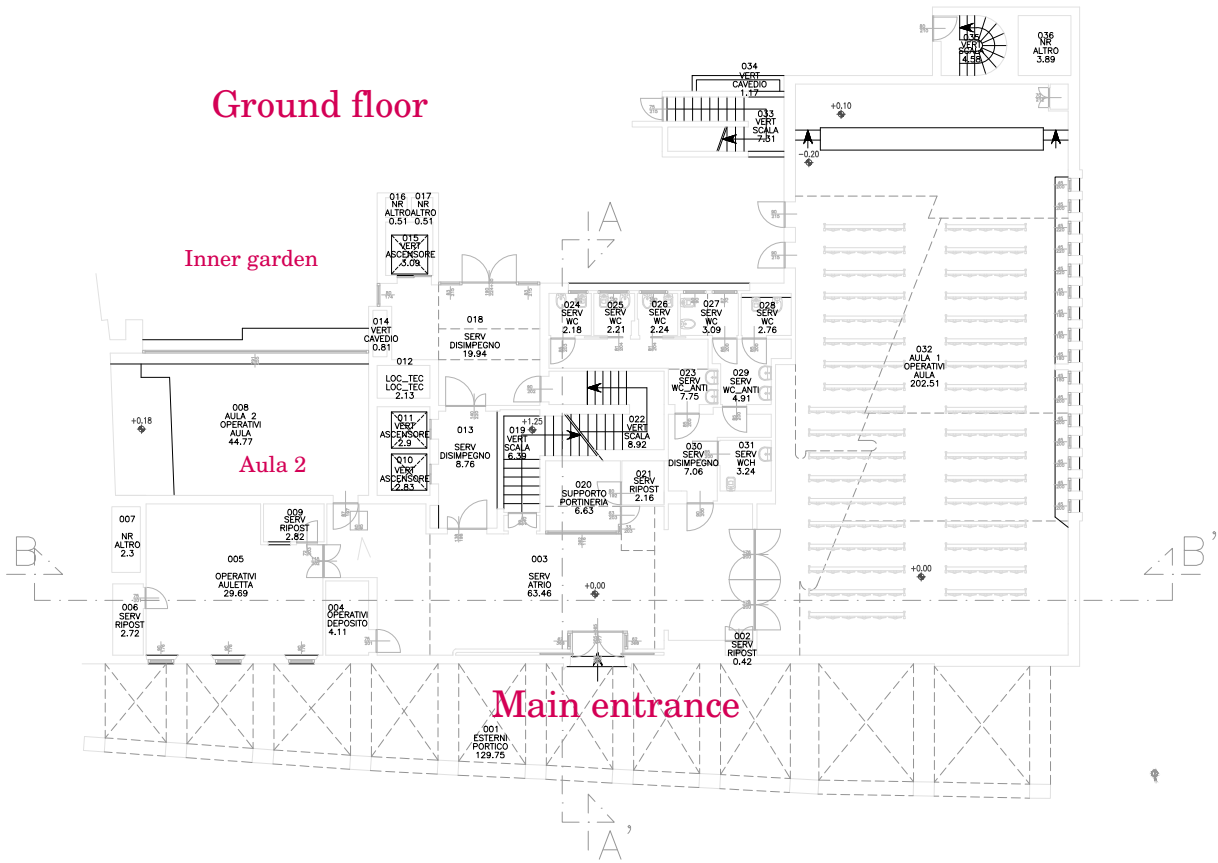 Ground floor
035
VERT
SCALA
4.58
036
NR
ALTRO
3.89
034
VERT
CAVEDIO
1.17
033
VERT
SCALA
7.31
+0.10
-0.20
016
NR
ALTRO
0.51
017
NR
ALTRO
0.51
A
015
VERT
ASCENSORE
3.09
Inner garden
014
VERT
CAVEDIO
0.81
018
SERV
DISIMPEGNO
19.94
024
SERV
WC
2.18
025
SERV
WC
2.21
026
SERV
WC
2.24
027
SERV
WC
3.09
028
SERV
WC
2.76
012
LOC_TEC
LOC_TEC
2.13
023
SERV
WC_ANTI
7.75
029
SERV
WC_ANTI
4.91
032
AULA 1
OPERATIVI
AULA
202.51
+0.18
008
AULA 2
OPERATIVI
AULA
44.77
Aula 2
011
VERT
ASCENSORE
2.9
010
VERT
ASCENSORE
2.83
013
SERV
DISIMPEGNO
8.76
019
VERT
SCALA
6.39
+1.25
022
VERT
SCALA
8.92
030
SERV
DISIMPEGNO
7.06
031
SERV
WCH
3.24
020
SUPPORTO
PORTINERIA
6.63
021
SERV
RIPOST
2.16
007
NR
ALTRO
2.3
009
SERV
RIPOST
2.82
B
005
OPERATIVI
AULETTA
29.69
003
SERV
ATRIO
63.46
+0.00
+0.00
B'
006
SERV
RIPOST
2.72
004
OPERATIVI
DEPOSITO
4.11
002
SERV
RIPOST
0.42
Main entrance
001
ESTERNI
PORTICO
129.75
A'